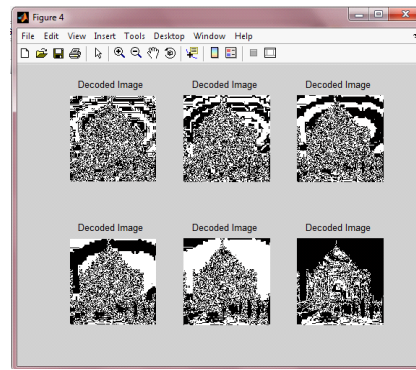 Figure 4
File Edit View Insert Tools Desktop Window Help
Decoded Image Decoded Image Decoded Image
Decoded Image Decoded Image Decoded Image